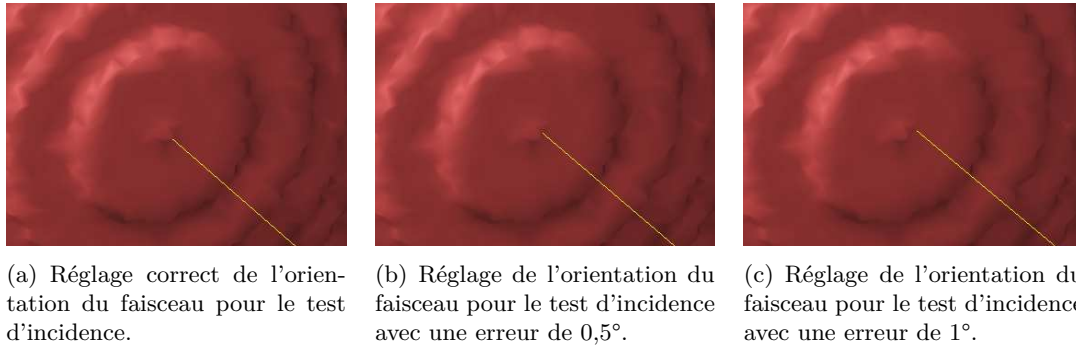 (a) Réglage correct de l'orien-
tation du faisceau pour le test
d'incidence.
(b) Réglage de l'orientation du
faisceau pour le test d'incidence
avec une erreur de 0,5°.
(c) Réglage de l'orientation du
faisceau pour le test d'incidence
avec une erreur de 1°.